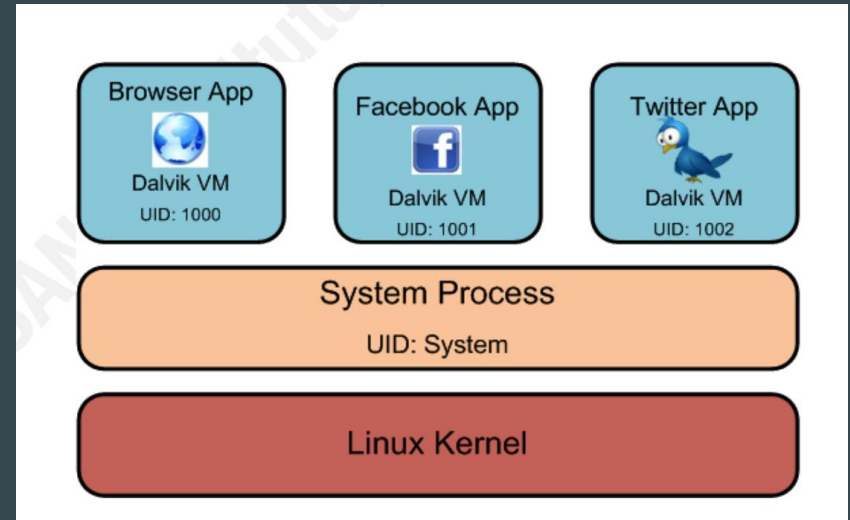 Browser App
Dalvik VM
UID: 1000
Facebook App
f
Dalvik VM
UID: 1001
Twitter App
Dalvik VM
UID: 1002
System Process
UID: System
Linux Kernel